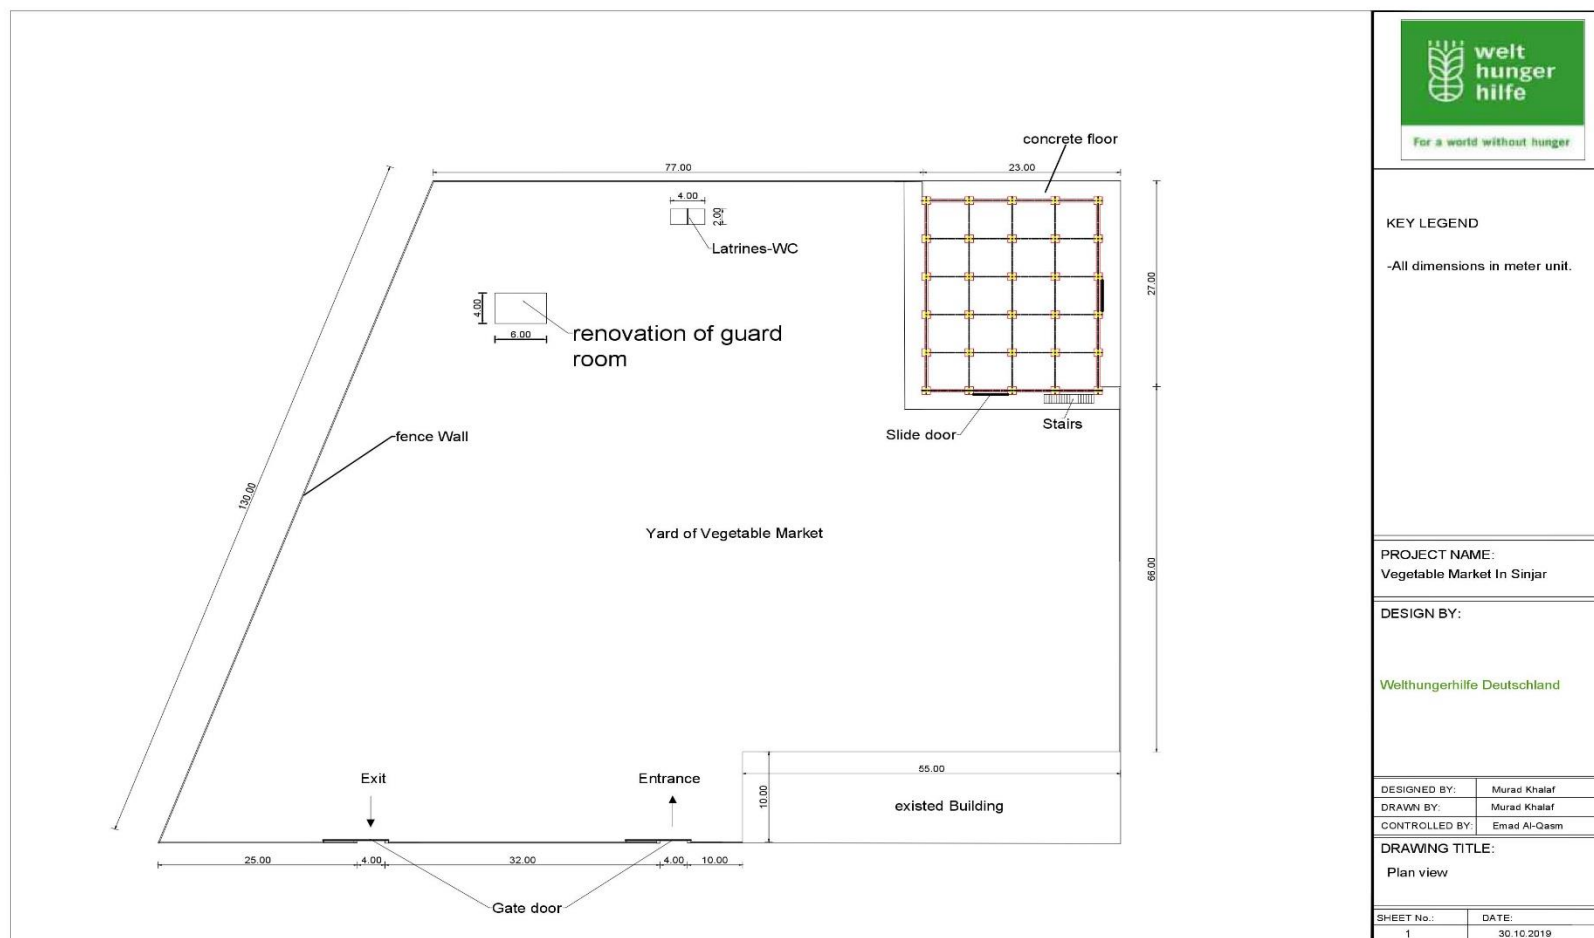 concrete floor
77.00
23.00
4.00
2.00
Latrines-WC
4.00
6.00
renovation of guard
room
27.00
Slide door
Stairs
fence Wall
130.00
Yard of Vegetable Market
66.00
Exit
Entrance
55.00
10.00
existed Building
25.00
4.00
32.00
4.00
10.00
Gate door
welt
hunger
hilfe
For a world without hunger
KEY LEGEND
-All dimensions in meter unit.
PROJECT NAME:
Vegetable Market In Sinjar
DESIGN BY:
Welthungerhilfe Deutschland
DESIGNED BY: Murad Khalaf
DRAWN BY: Murad Khalaf
CONTROLLED BY: Emad Al-Qasm
DRAWING TITLE:
Plan view
SHEET No.: DATE:
1 30.10.2019